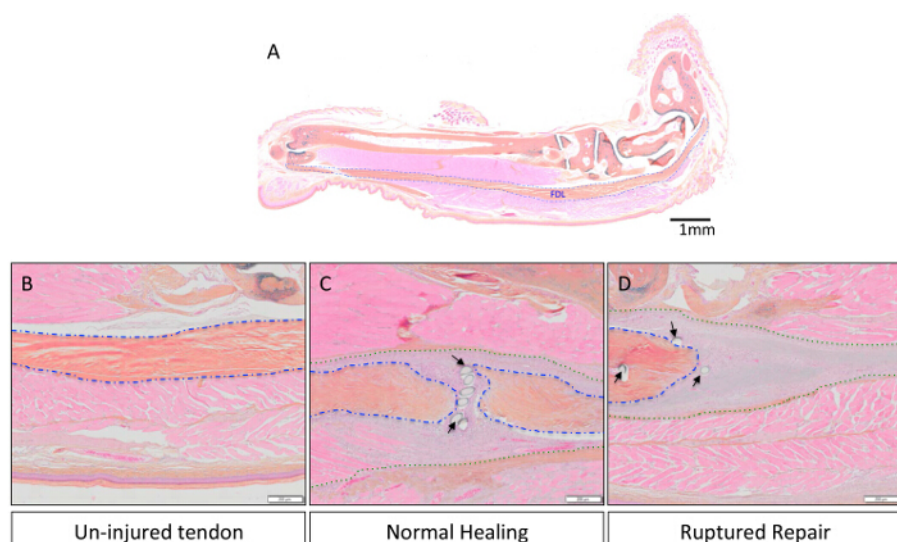 A
FDL
1mm
B
C
D
Un-injured tendon
Normal Healing
Ruptured Repair